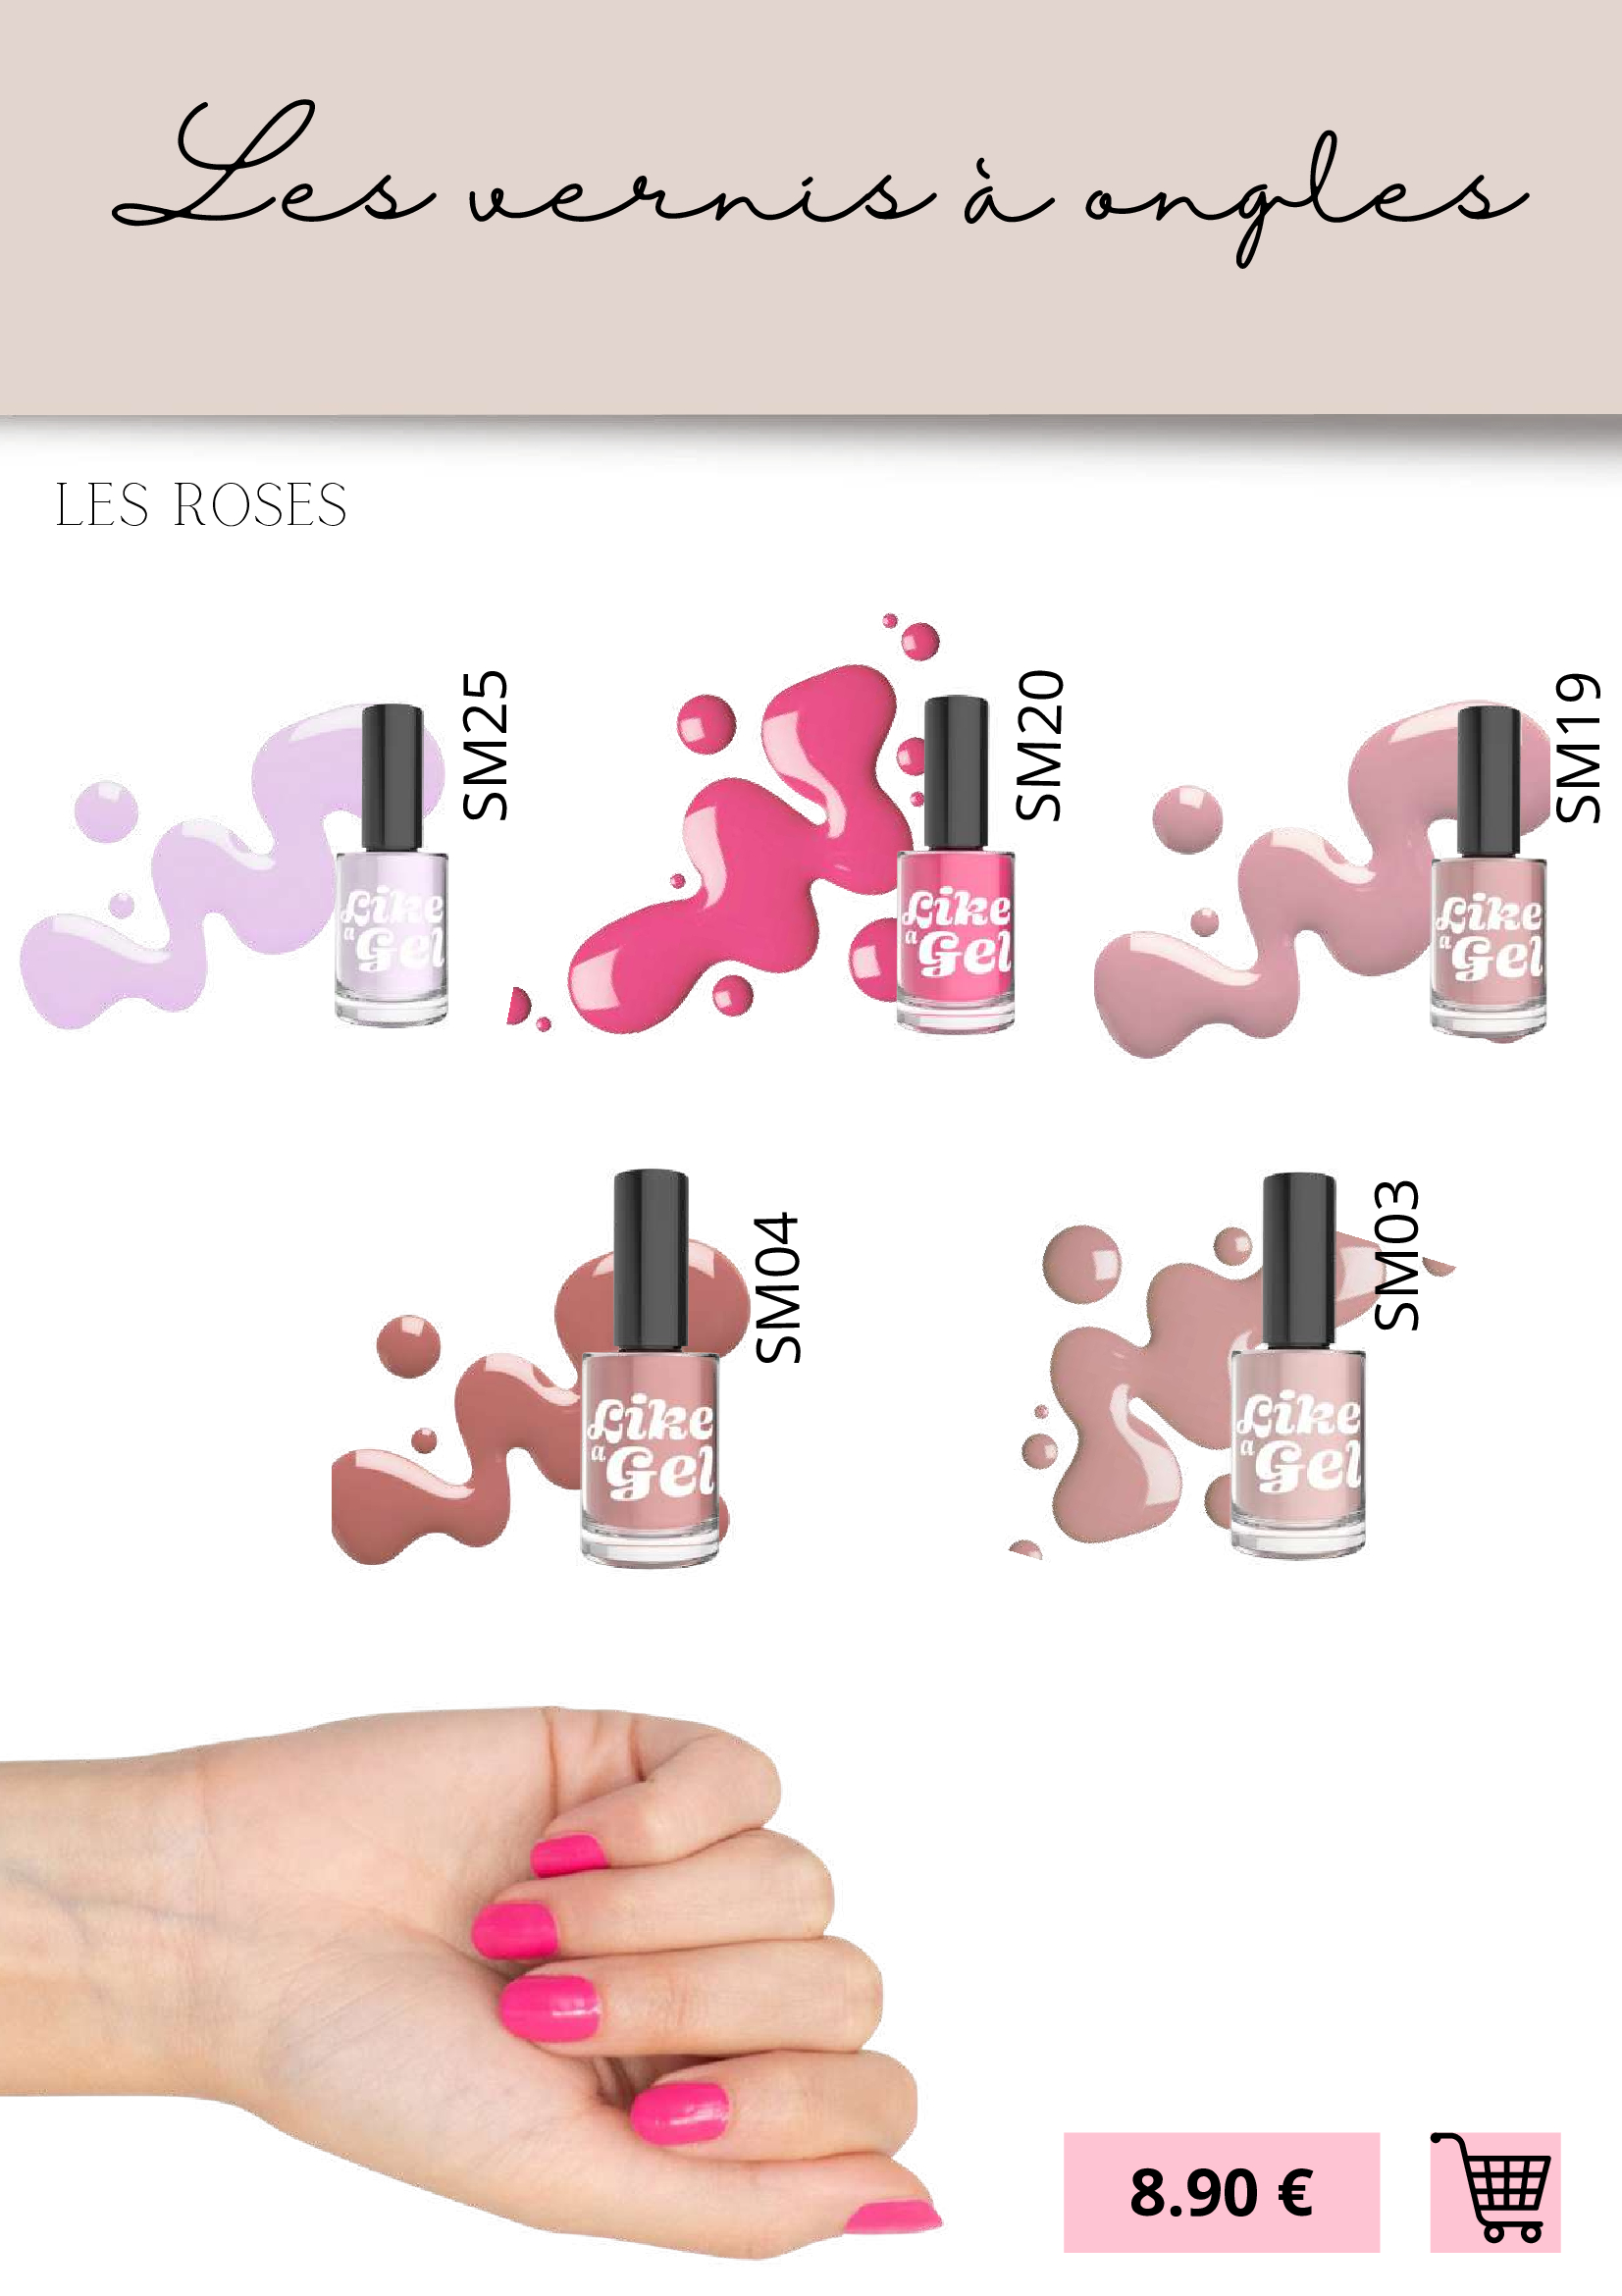 Les vernis à ongles
LES ROSES
SM25
SM20
SM19
Like
a Gel
Like
a Gel
Like
a Gel
SM04
SM03
Like
a Gel
Like
a Gel
8.90 €